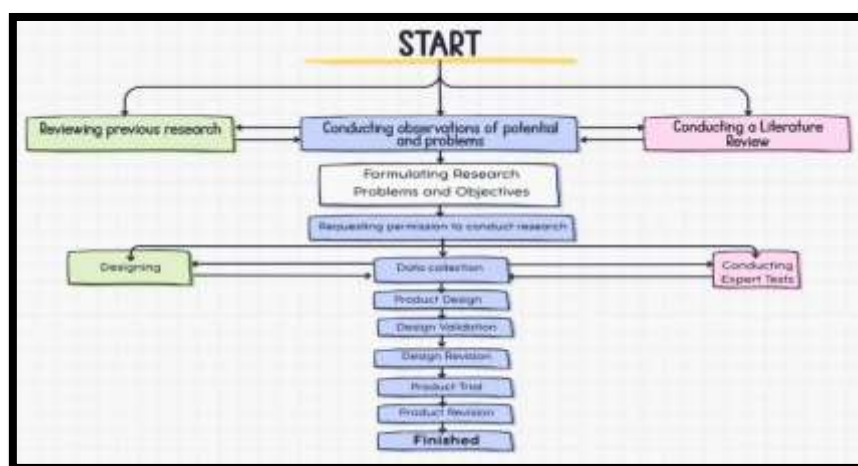 START
Reviewing previous research
Conducting observations of potential
and problems
Conducting a Literature
Review
Formulating Research
Problems and Objectives
Requesting permission to conduct research
Designing
Data collection
Conducting
Expert Tests
Product Design
Design Validation
Design Revision
Product Trial
Product Revision
Finished